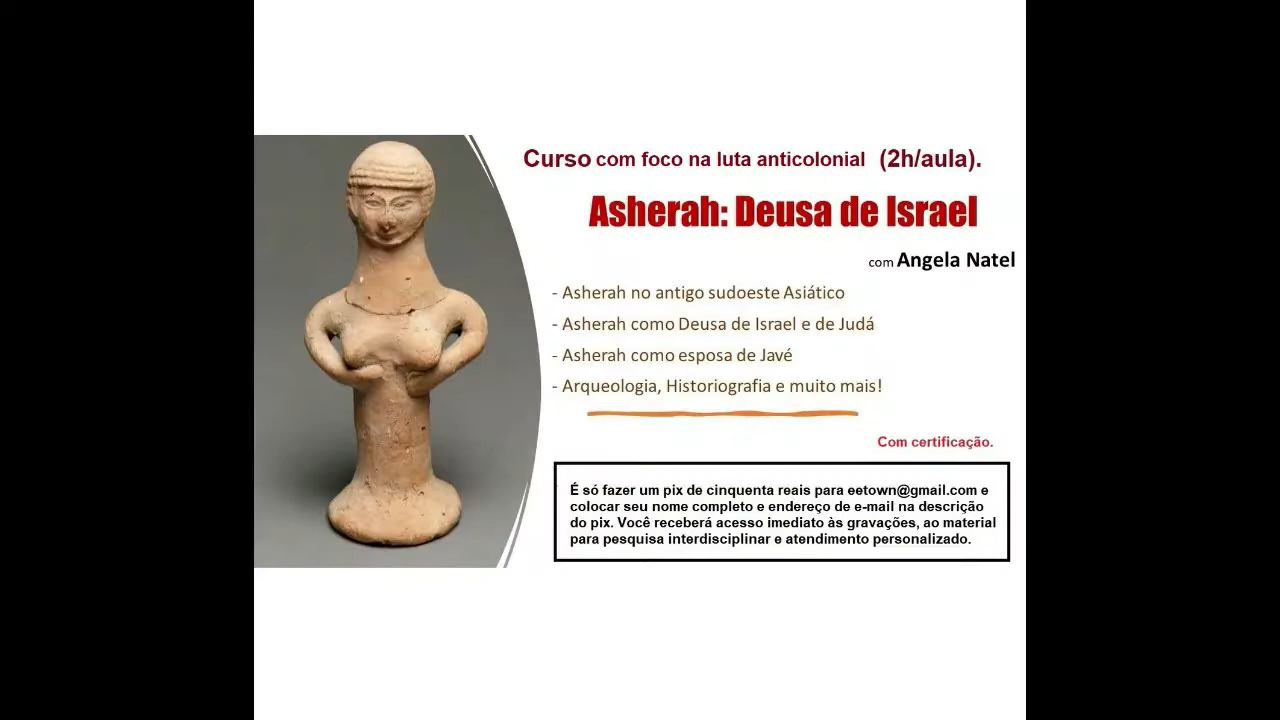 Curso com foco na luta anticolonial (2h/aula).
Asherah: Deusa de Israel
com Angela Natel
- Asherah no antigo sudoeste Asiático
- Asherah como Deusa de Israel e de Judá
- Asherah como esposa de Javé
- Arqueologia, Historiografia e muito mais!
Com certificação.
É só fazer um pix de cinquenta reais para eetown@gmail.com e
colocar seu nome completo e endereço de e-mail na descrição
do pix. Você receberá acesso imediato às gravações, ao material
para pesquisa interdisciplinar e atendimento personalizado.